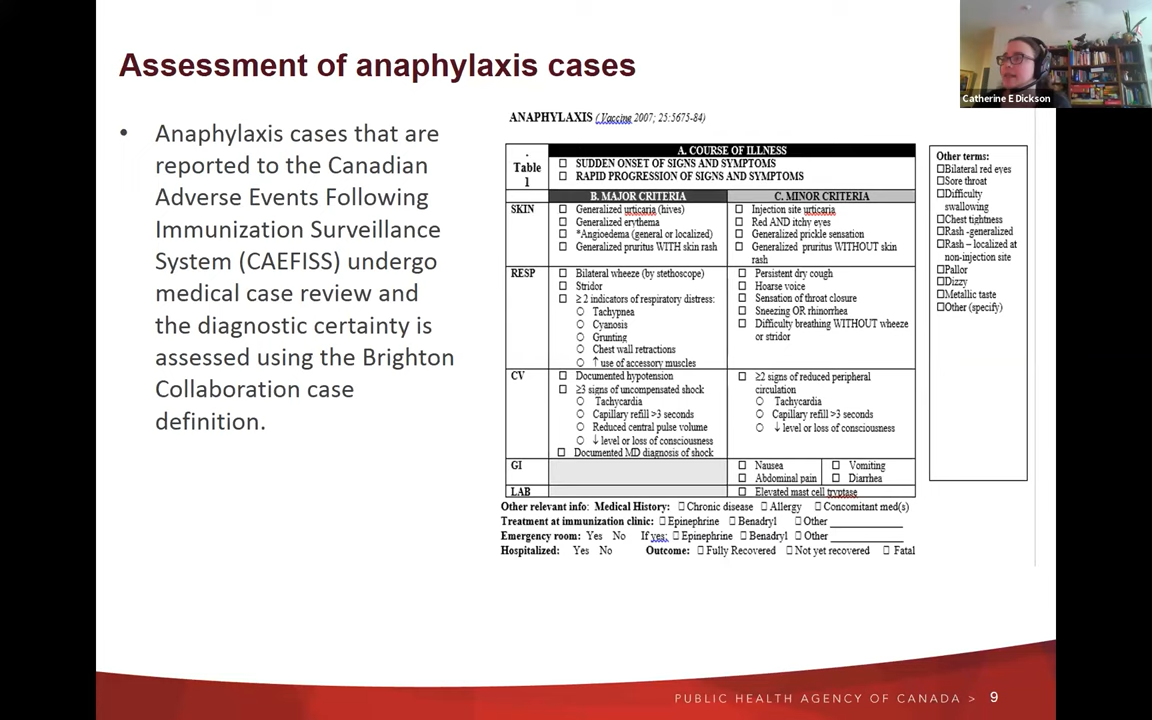 Assessment of anaphylaxis cases
Catherine E Dickson
• Anaphylaxis cases that are
reported to the Canadian
Adverse Events Following
Immunization Surveillance
System (CAEFISS) undergo
medical case review and
the diagnostic certainty is
assessed using the Brighton
Collaboration case
definition.
ANAPHYLAXIS (Vaccine 2007; 25:5675-84)
. Table 1
A. COURSE OF ILLNESS
☐ SUDDEN ONSET OF SIGNS AND SYMPTOMS
☐ RAPID PROGRESSION OF SIGNS AND SYMPTOMS
B. MAJOR CRITERIA
C. MINOR CRITERIA
SKIN
☐ Generalized urticaria (hives)
☐ Generalized erythema
☐ *Angioedema (general or localized)
☐ Generalized pruritus WITH skin rash
☐ Injection site urticaria
☐ Red AND itchy eyes
☐ Generalized prickle sensation
☐ Generalized pruritus WITHOUT skin
rash
RESP
☐ Bilateral wheeze (by stethoscope)
☐ Stridor
☐ ≥ 2 indicators of respiratory distress:
○ Tachypnea
○ Cyanosis
○ Grunting
○ Chest wall retractions
○ ↑ use of accessory muscles
☐ Persistent dry cough
☐ Hoarse voice
☐ Sensation of throat closure
☐ Sneezing OR rhinorrhea
☐ Difficulty breathing WITHOUT wheeze
or stridor
CV
☐ Documented hypotension
☐ ≥3 signs of uncompensated shock
○ Tachycardia
○ Capillary refill >3 seconds
○ Reduced central pulse volume
○ ↓ level or loss of consciousness
☐ Documented MD diagnosis of shock
☐ ≥2 signs of reduced peripheral
circulation
○ Tachycardia
○ Capillary refill >3 seconds
○ ↓ level or loss of consciousness
GI
☐ Nausea ☐ Vomiting
☐ Abdominal pain ☐ Diarrhea
LAB
☐ Elevated mast cell tryptase
Other terms:
☐Bilateral red eyes
☐Sore throat
☐Difficulty
swallowing
☐Chest tightness
☐Rash -generalized
☐Rash – localized at
non-injection site
☐Pallor
☐Dizzy
☐Metallic taste
☐Other (specify)
Other relevant info: Medical History: ☐ Chronic disease ☐ Allergy ☐ Concomitant med(s)
Treatment at immunization clinic: ☐ Epinephrine ☐ Benadryl ☐ Other __________
Emergency room: Yes No If yes: ☐ Epinephrine ☐ Benadryl ☐ Other __________
Hospitalized: Yes No Outcome: ☐ Fully Recovered ☐ Not yet recovered ☐ Fatal
PUBLIC HEALTH AGENCY OF CANADA > 9